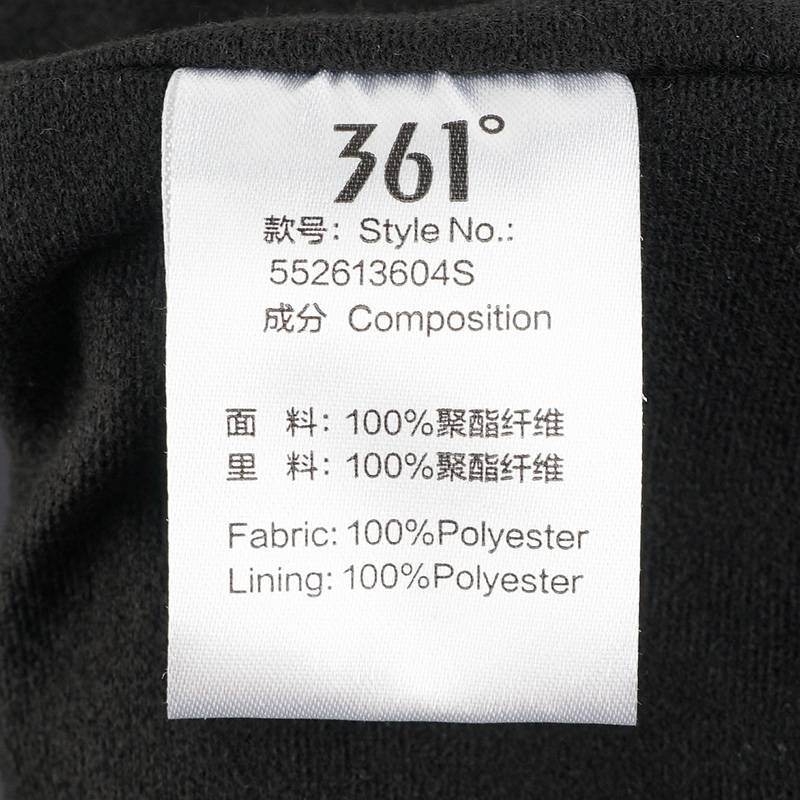 361°
款号: Style No.:
552613604S
成分 Composition
面 料: 100%聚酯纤维
里 料: 100%聚酯纤维
Fabric: 100%Polyester
Lining: 100%Polyester